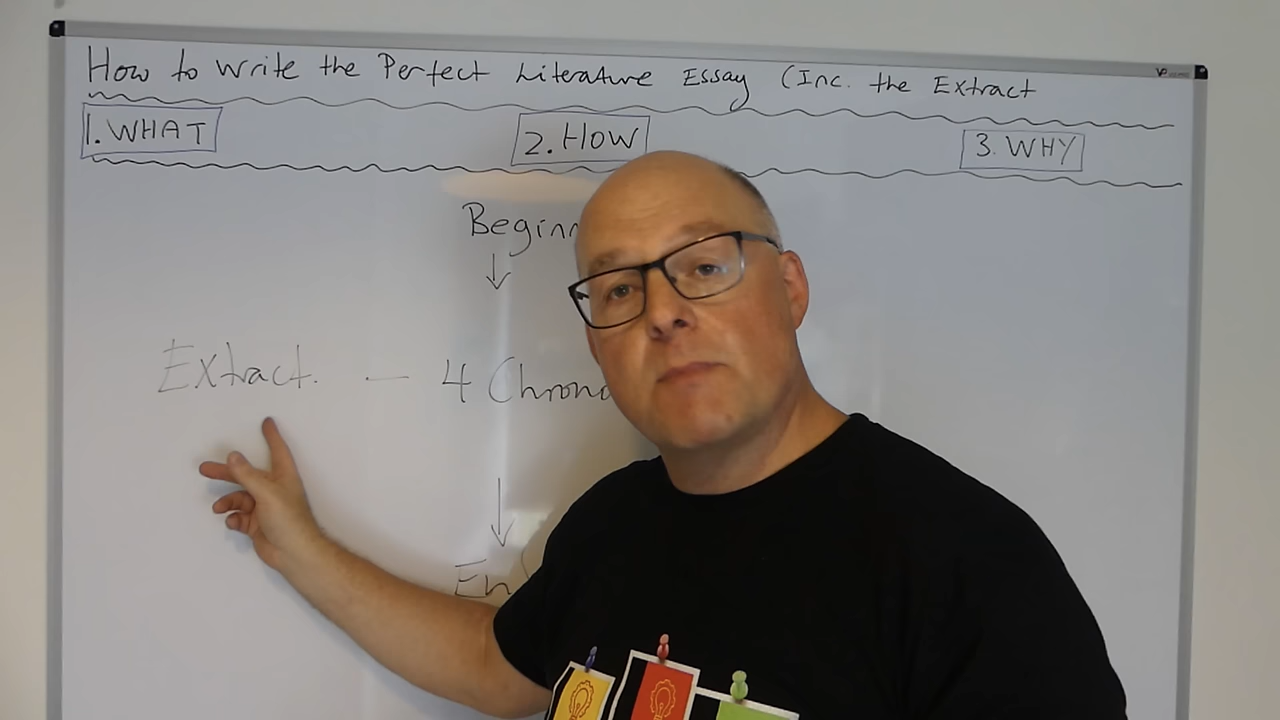 How to Write the Perfect Literature Essay (Inc. the Extract
1. WHAT
2. HOW
3. WHY
Beginn
Extract. — 4 Chrono
En